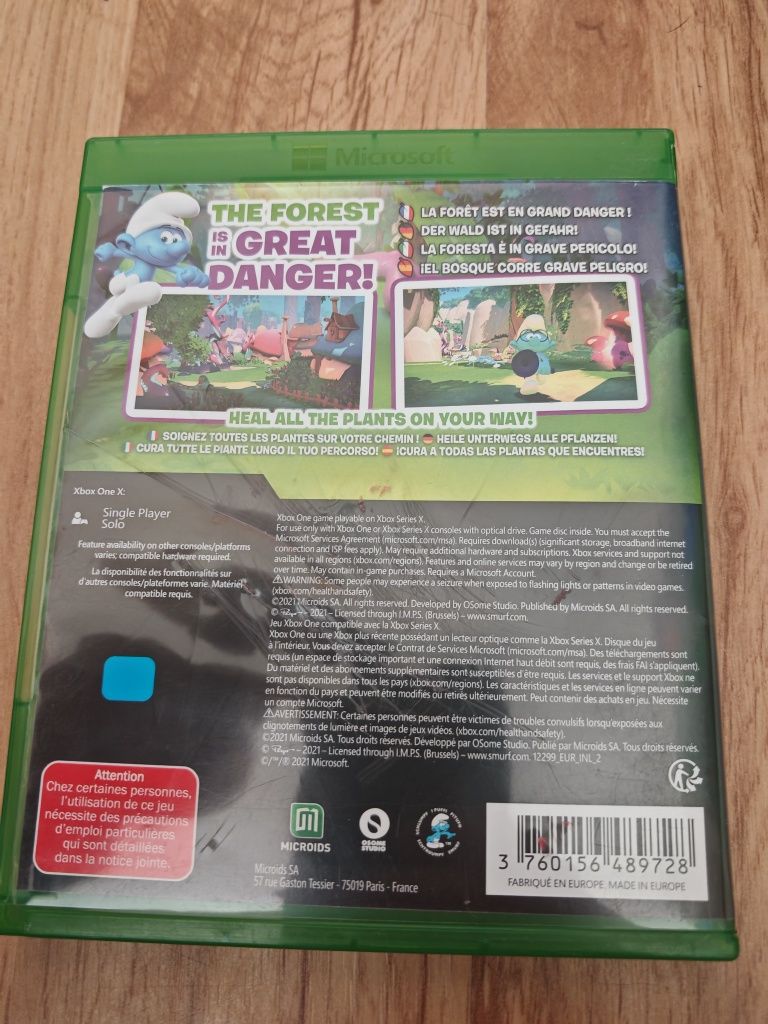 Microsoft
THE FOREST
IS IN GREAT
DANGER!
LA FORÊT EST EN GRAND DANGER !
DER WALD IST IN GEFAHR!
LA FORESTA È IN GRAVE PERICOLO!
¡EL BOSQUE CORRE GRAVE PELIGRO!
HEAL ALL THE PLANTS ON YOUR WAY!
SOIGNEZ TOUTES LES PLANTES SUR VOTRE CHEMIN ! HEILE UNTERWEGS ALLE PFLANZEN!
CURA TUTTE LE PIANTE LUNGO IL TUO PERCORSO! ¡CURA A TODAS LAS PLANTAS QUE ENCUENTRES!
Xbox One X:
Single Player
Solo
Feature availability on other consoles/platforms
varies; compatible hardware required.
La disponibilité des fonctionnalités sur
d'autres consoles/plateformes varie. Matériel
compatible requis.
Xbox One game playable on Xbox Series X.
For use only with Xbox One or Xbox Series X consoles with optical drive. Game disc inside. You must accept the
Microsoft Services Agreement (microsoft.com/msa). Requires download(s) (significant storage, broadband internet
connection and ISP fees apply). May require additional hardware and subscriptions. Xbox services and support not
available in all regions (xbox.com/regions). Features and online services may vary by region and change or be retired
over time. May contain in-game purchases. Requires a Microsoft Account.
⚠WARNING: Some people may experience a seizure when exposed to flashing lights or patterns in video games.
(xbox.com/healthandsafety).
©2021 Microids SA. All rights reserved. Developed by OSome Studio. Published by Microids SA. All rights reserved.
© Peyo – 2021 – Licensed through I.M.P.S. (Brussels) – www.smurf.com.
Jeu Xbox One compatible avec la Xbox Series X.
Xbox One ou une Xbox plus récente possédant un lecteur optique comme la Xbox Series X. Disque du jeu
à l'intérieur. Vous devez accepter le Contrat de Services Microsoft (microsoft.com/msa). Des téléchargements sont
requis (un espace de stockage important et une connexion Internet haut débit sont requis, des frais FAI s'appliquent).
Du matériel et des abonnements supplémentaires sont susceptibles d'être requis. Les services et le support Xbox ne
sont pas disponibles dans tous les pays (xbox.com/regions). Les caractéristiques et les services en ligne peuvent varier
en fonction du pays et peuvent être modifiés ou retirés ultérieurement. Peut contenir des achats en jeu. Nécessite
un compte Microsoft.
⚠AVERTISSEMENT: Certaines personnes peuvent être victimes de troubles convulsifs lorsqu'exposées aux
clignotements de lumière et images de jeux vidéos. (xbox.com/healthandsafety).
©2021 Microids SA. Tous droits réservés. Développé par OSome Studio. Publié par Microids SA. Tous droits réservés.
© Peyo – 2021 – Licensed through I.M.P.S. (Brussels) – www.smurf.com. 12299_EUR_INL_2
©/™/® 2021 Microsoft.
Attention
Chez certaines personnes,
l'utilisation de ce jeu
nécessite des précautions
d'emploi particulières
qui sont détaillées
dans la notice jointe.
MICROIDS
OSOME
STUDIO
Microids SA
57 rue Gaston Tessier - 75019 Paris - France
3 760156 489728
FABRIQUÉ EN EUROPE. MADE IN EUROPE